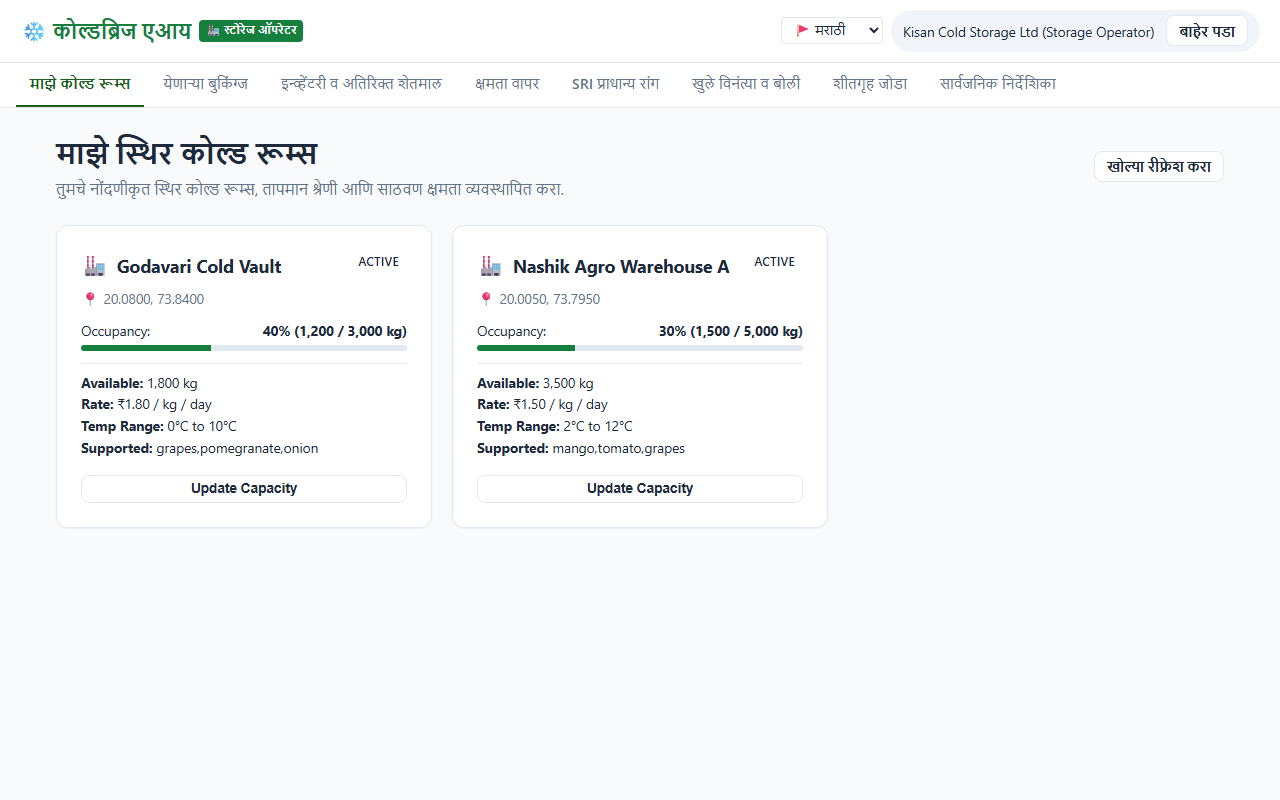 कोल्डब्रिज एआय
स्टोरेज ऑपरेटर
मराठी
Kisan Cold Storage Ltd (Storage Operator)
बाहेर पडा
माझे कोल्ड रूम्स
येणाऱ्या बुकिंग्ज
इन्व्हेंटरी व अतिरिक्त शेतमाल
क्षमता वापर
SRI प्राधान्य रांग
खुले विनंत्या व बोली
शीतगृह जोडा
सार्वजनिक निर्देशिका
माझे स्थिर कोल्ड रूम्स
तुमचे नोंदणीकृत स्थिर कोल्ड रूम्स, तापमान श्रेणी आणि साठवण क्षमता व्यवस्थापित करा.
खोल्या रीफ्रेश करा
Godavari Cold Vault
ACTIVE
20.0800, 73.8400
Occupancy: 40% (1,200 / 3,000 kg)
Available: 1,800 kg
Rate: ₹1.80 / kg / day
Temp Range: 0°C to 10°C
Supported: grapes,pomegranate,onion
Update Capacity
Nashik Agro Warehouse A
ACTIVE
20.0050, 73.7950
Occupancy: 30% (1,500 / 5,000 kg)
Available: 3,500 kg
Rate: ₹1.50 / kg / day
Temp Range: 2°C to 12°C
Supported: mango,tomato,grapes
Update Capacity